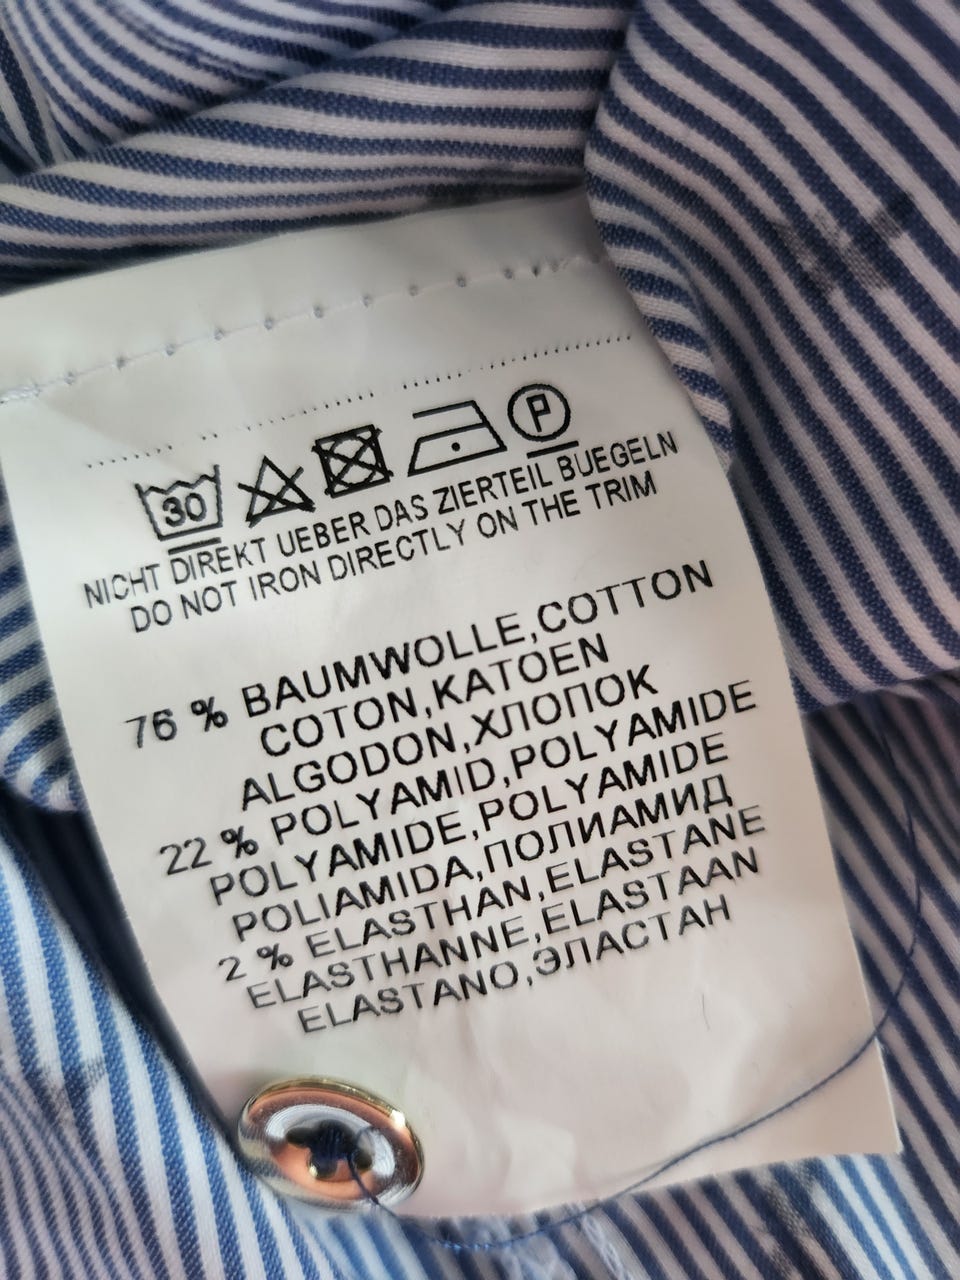 30 P
NICHT DIREKT UEBER DAS ZIERTEIL BUEGELN
DO NOT IRON DIRECTLY ON THE TRIM
76 % BAUMWOLLE,COTTON
COTON,KATOEN
ALGODON,ХЛОПОК
22 % POLYAMID,POLYAMIDE
POLYAMIDE,POLYAMIDE
POLIAMIDA,ПОЛИАМИД
2 % ELASTHAN,ELASTANE
ELASTHANNE,ELASTAAN
ELASTANO,ЭЛАСТАН